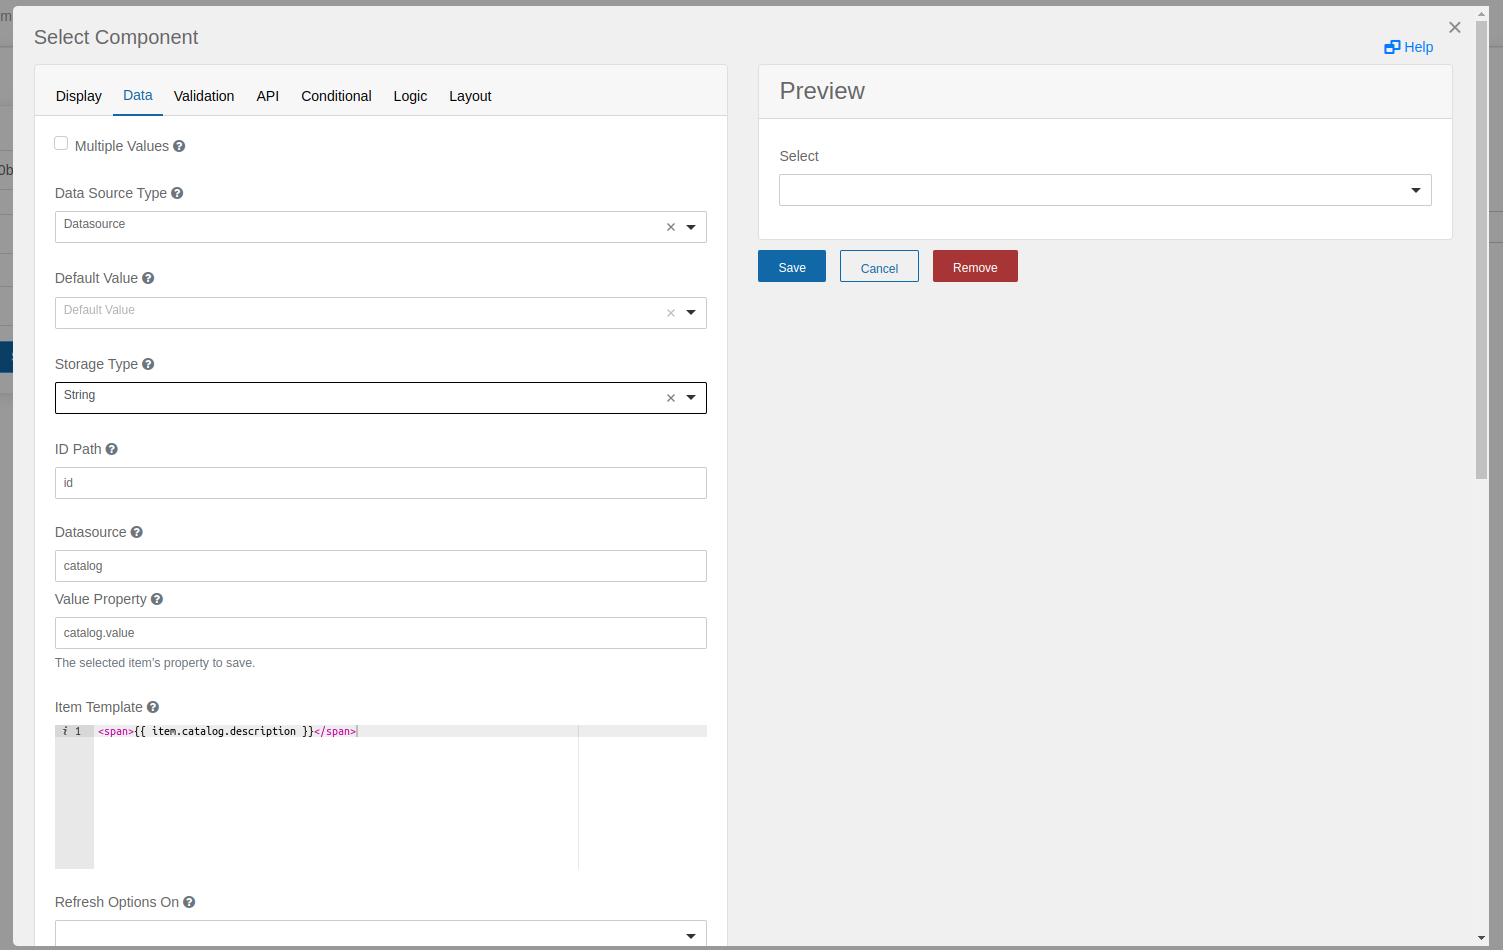 Select Component
Help
Display Data Validation API Conditional Logic Layout
Multiple Values
Data Source Type
Datasource
Default Value
Default Value
Storage Type
String
ID Path
id
Datasource
catalog
Value Property
catalog.value
The selected item's property to save.
Item Template
i 1 <span>{{ item.catalog.description }}</span>
Refresh Options On
Preview
Select
Save Cancel Remove